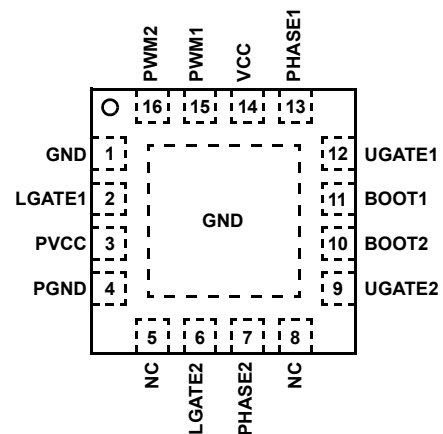 PWM2
PWM1
VCC
PHASE1
16
15
14
13
GND
1
12
UGATE1
LGATE1
2
11
BOOT1
GND
PVCC
3
10
BOOT2
PGND
4
9
UGATE2
5
6
7
8
NC
LGATE2
PHASE2
NC